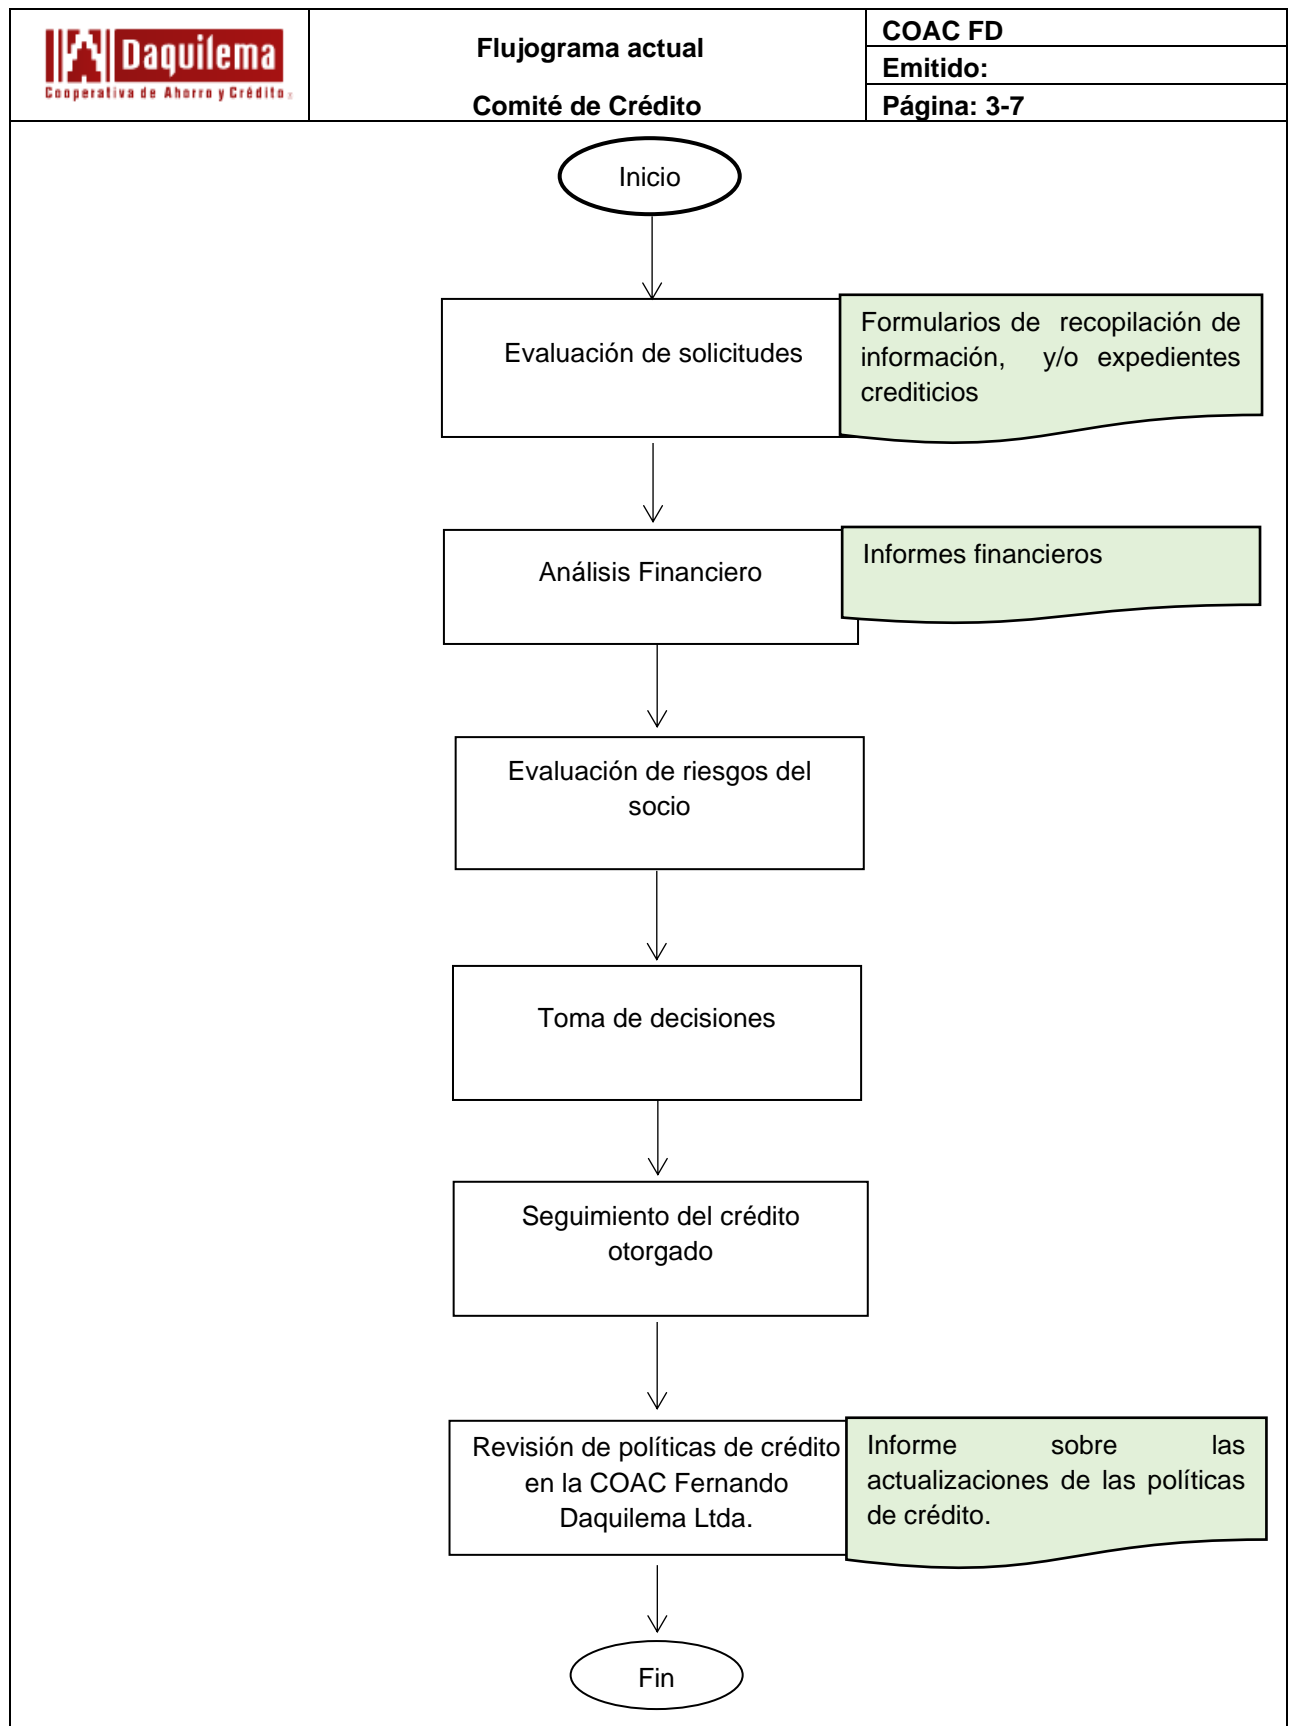 Daquilema
Cooperativa de Ahorro y Crédito
Flujograma actual
Comité de Crédito
COAC FD
Emitido:
Página: 3-7
Inicio
Evaluación de solicitudes
Formularios de recopilación de
información, y/o expedientes
crediticios
Análisis Financiero
Informes financieros
Evaluación de riesgos del
socio
Toma de decisiones
Seguimiento del crédito
otorgado
Revisión de políticas de crédito
en la COAC Fernando
Daquilema Ltda.
Informe sobre las
actualizaciones de las políticas
de crédito.
Fin